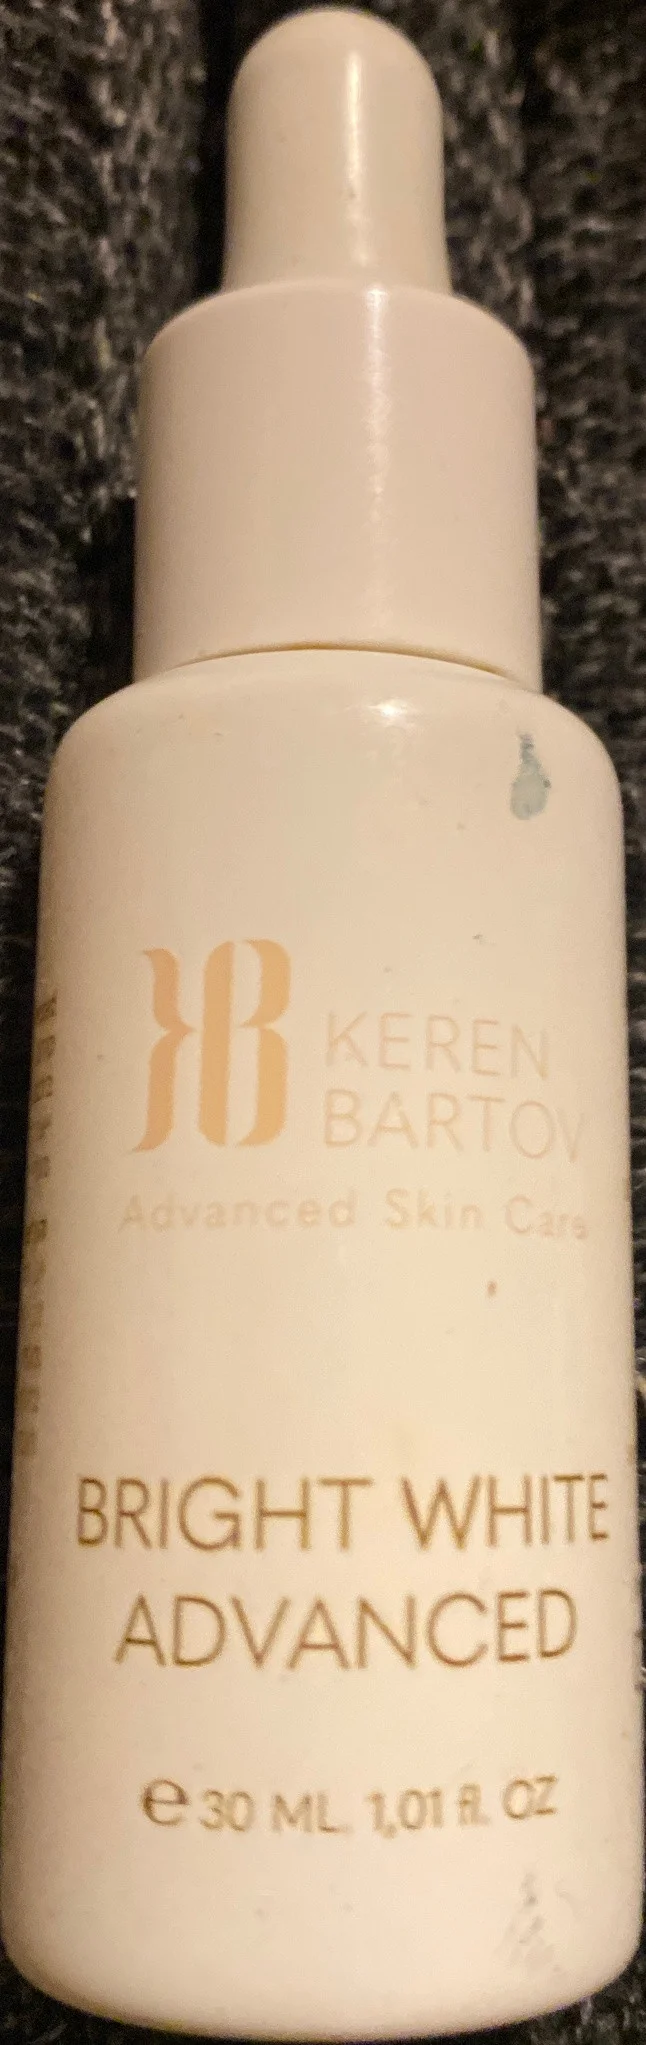 KB
KEREN
BARTOV
Advanced Skin Care
BRIGHT WHITE
ADVANCED
e 30 ML 1,01 fl. OZ